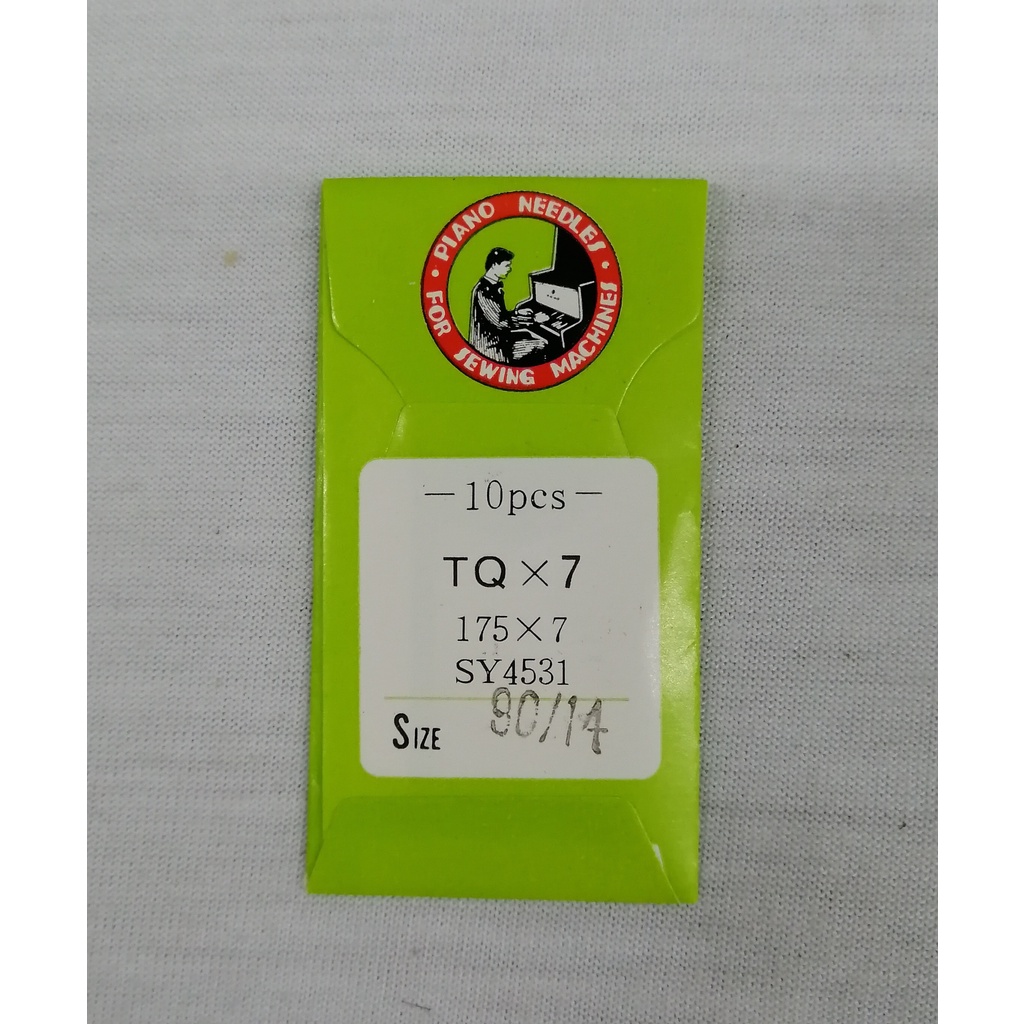 PIANO NEEDLES
FOR SEWING MACHINES
—10pcs—
TQ×7
175×7
SY4531
SIZE 90/14